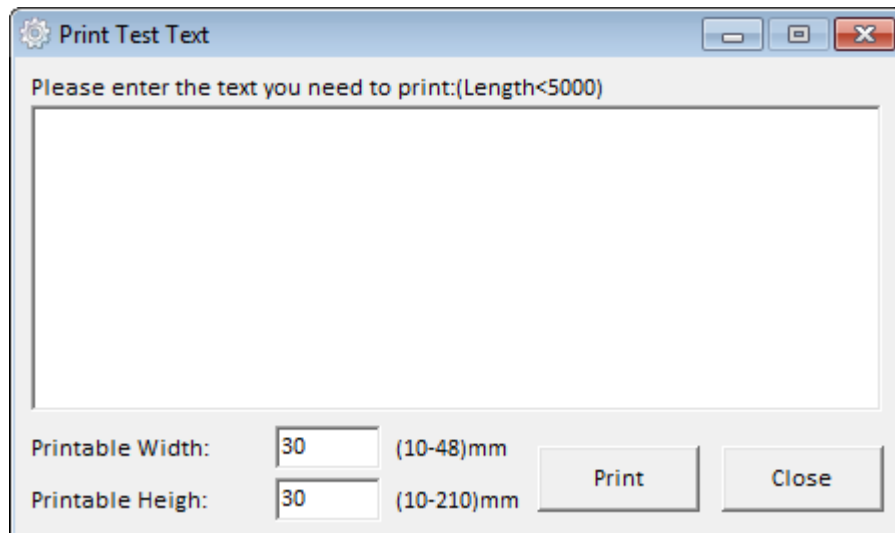 Print Test Text
Please enter the text you need to print:(Length<5000)
Printable Width: 30 (10-48)mm
Printable Heigh: 30 (10-210)mm
Print Close